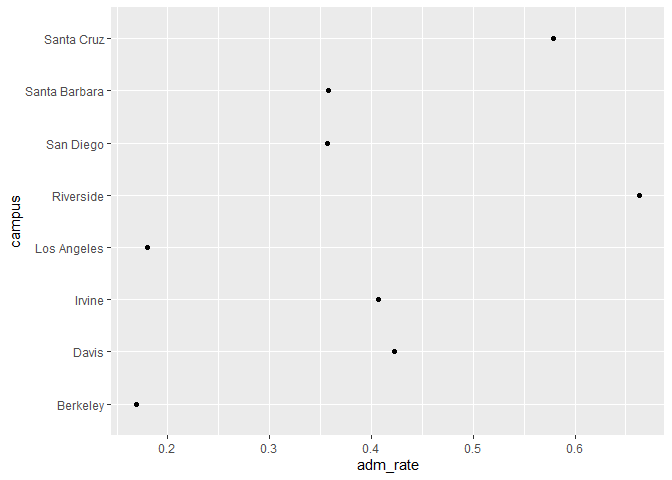 Santa Cruz
Santa Barbara
San Diego
Riverside
Los Angeles
Irvine
Davis
Berkeley
campus
0.2 0.3 0.4 0.5 0.6
adm_rate